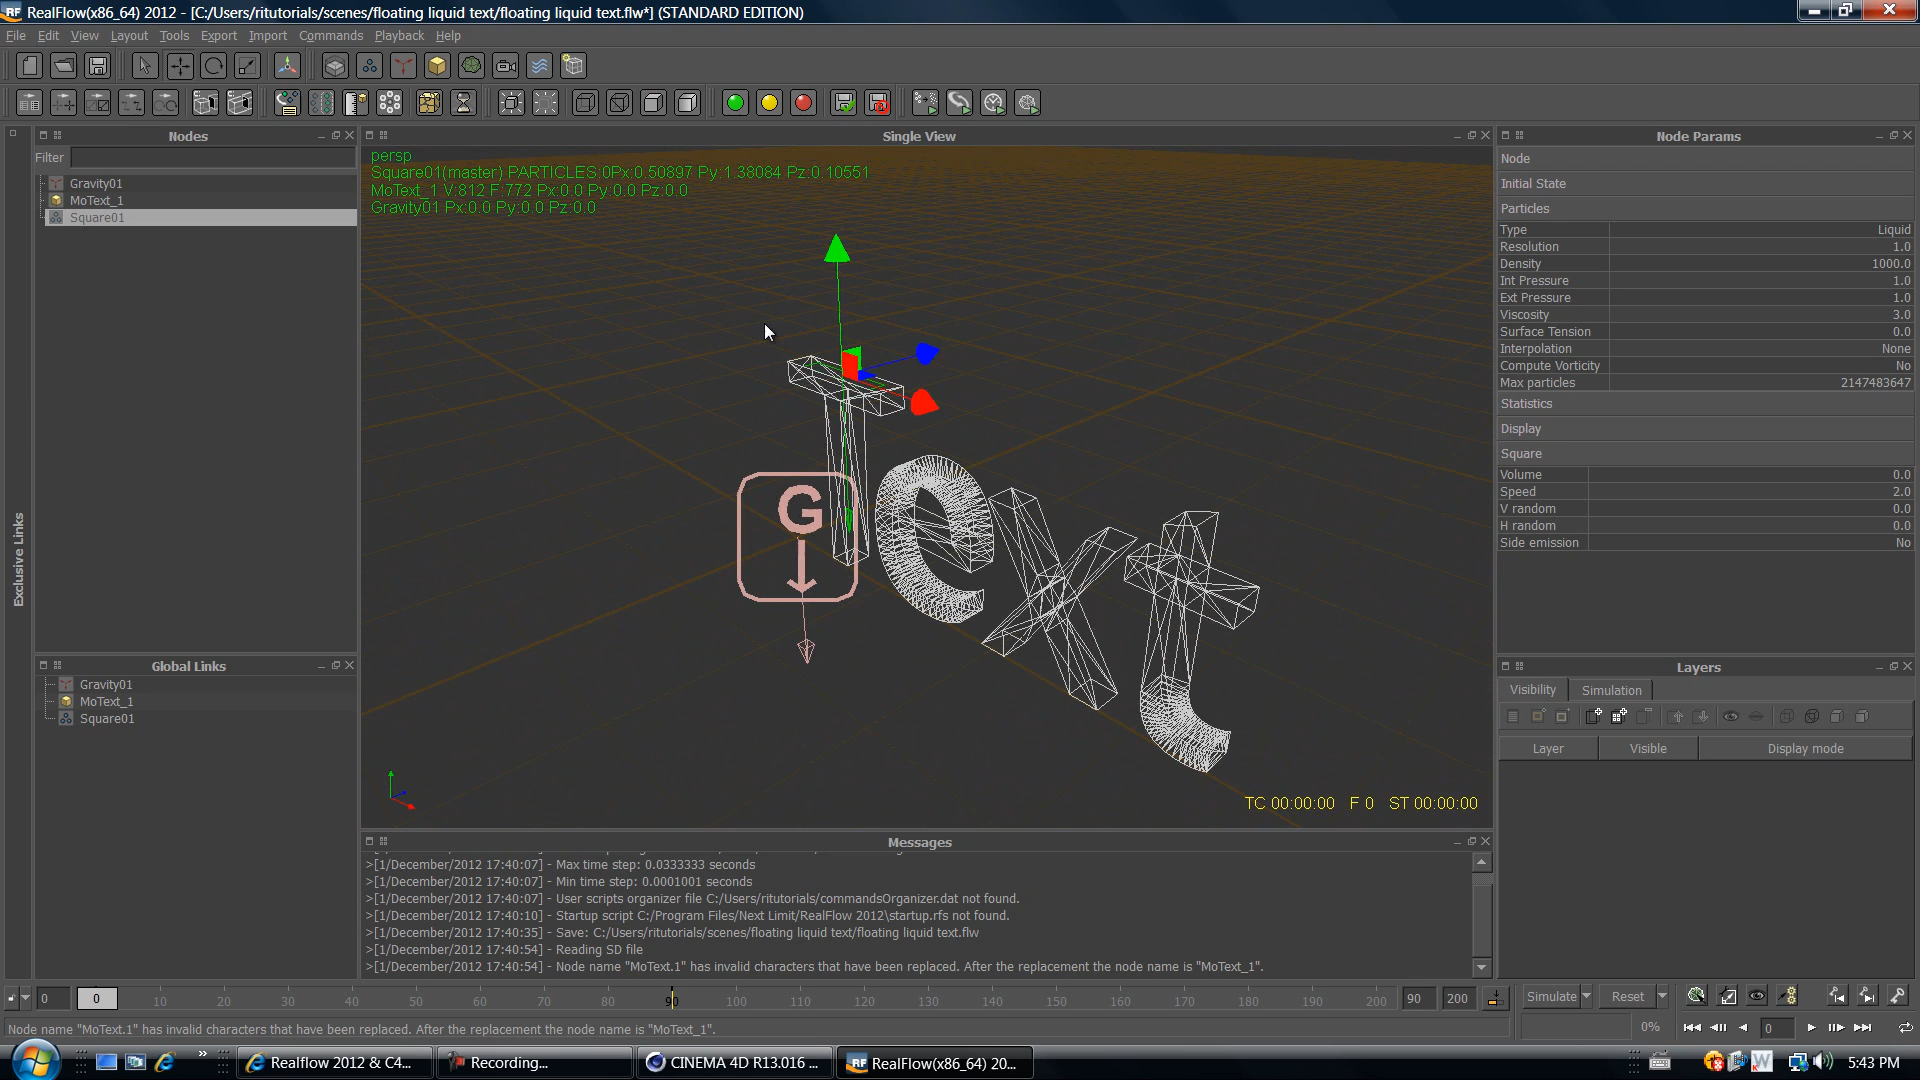 RealFlow(x86_64) 2012 - [C:/Users/ritutorials/scenes/floating liquid text/floating liquid text.flw*] (STANDARD EDITION)
File Edit View Layout Tools Export Import Commands Playback Help
Nodes
Filter
Gravity01
MoText_1
Square01
Single View
persp
Square01(master) PARTICLES:0Px:0.50897 Py:1.38084 Pz:0.10551
MoText_1 V:812 F:772 Px:0.0 Py:0.0 Pz:0.0
Gravity01 Px:0.0 Py:0.0 Pz:0.0
Text
G
TC 00:00:00 F 0 ST 00:00:00
Node Params
Node
Initial State
Particles
Type Liquid
Resolution 1.0
Density 1000.0
Int Pressure 1.0
Ext Pressure 1.0
Viscosity 3.0
Surface Tension 0.0
Interpolation None
Compute Vorticity No
Max particles 2147483647
Statistics
Display
Square
Volume 0.0
Speed 2.0
V random 0.0
H random 0.0
Side emission No
Exclusive Links
Global Links
Gravity01
MoText_1
Square01
Layers
Visibility Simulation
Layer Visible Display mode
Messages
>[1/December/2012 17:40:07] - Max time step: 0.0333333 seconds
>[1/December/2012 17:40:07] - Min time step: 0.0001001 seconds
>[1/December/2012 17:40:07] - User scripts organizer file C:/Users/ritutorials/commandsOrganizer.dat not found.
>[1/December/2012 17:40:10] - Startup script C:/Program Files/Next Limit/RealFlow 2012\startup.rfs not found.
>[1/December/2012 17:40:35] - Save: C:/Users/ritutorials/scenes/floating liquid text/floating liquid text.flw
>[1/December/2012 17:40:54] - Reading SD file
>[1/December/2012 17:40:54] - Node name "MoText.1" has invalid characters that have been replaced. After the replacement the node name is "MoText_1".
0 0 10 20 30 40 50 60 70 80 90 100 110 120 130 140 150 160 170 180 190 200 90 200
Simulate Reset
0% 0
Node name "MoText.1" has invalid characters that have been replaced. After the replacement the node name is "MoText_1".
Realflow 2012 & C4... Recording... CINEMA 4D R13.016 ... RealFlow(x86_64) 20... 5:43 PM